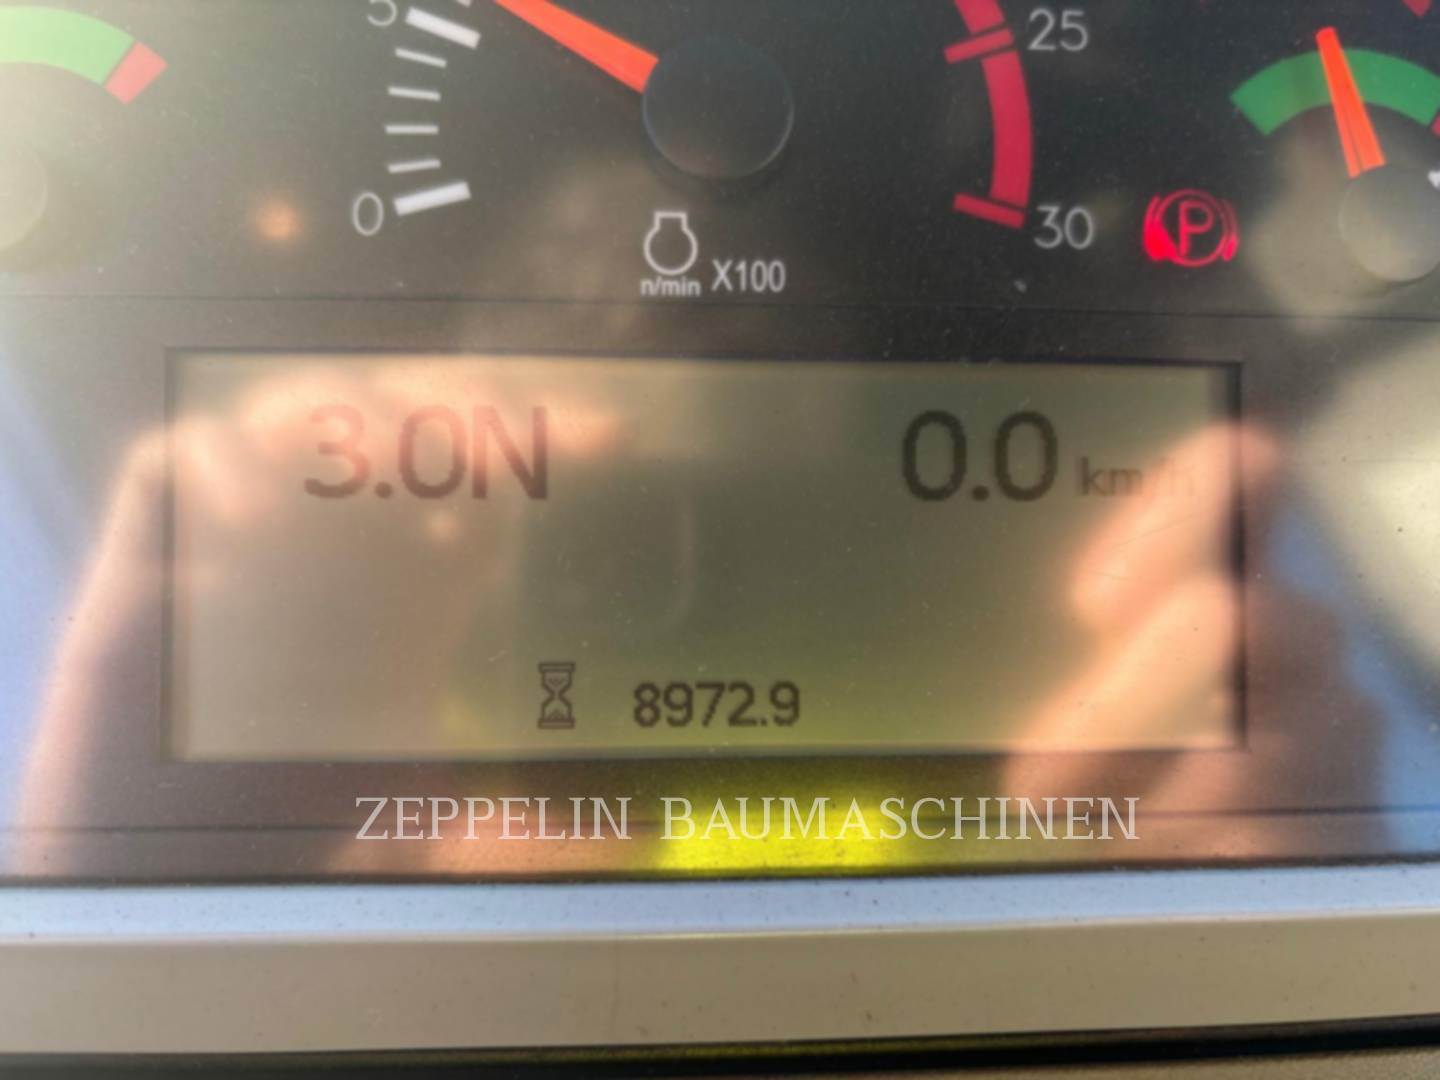 5
25
0
30
P
n/min X100
3.0N 0.0 km/h
8972.9
ZEPPELIN BAUMASCHINEN